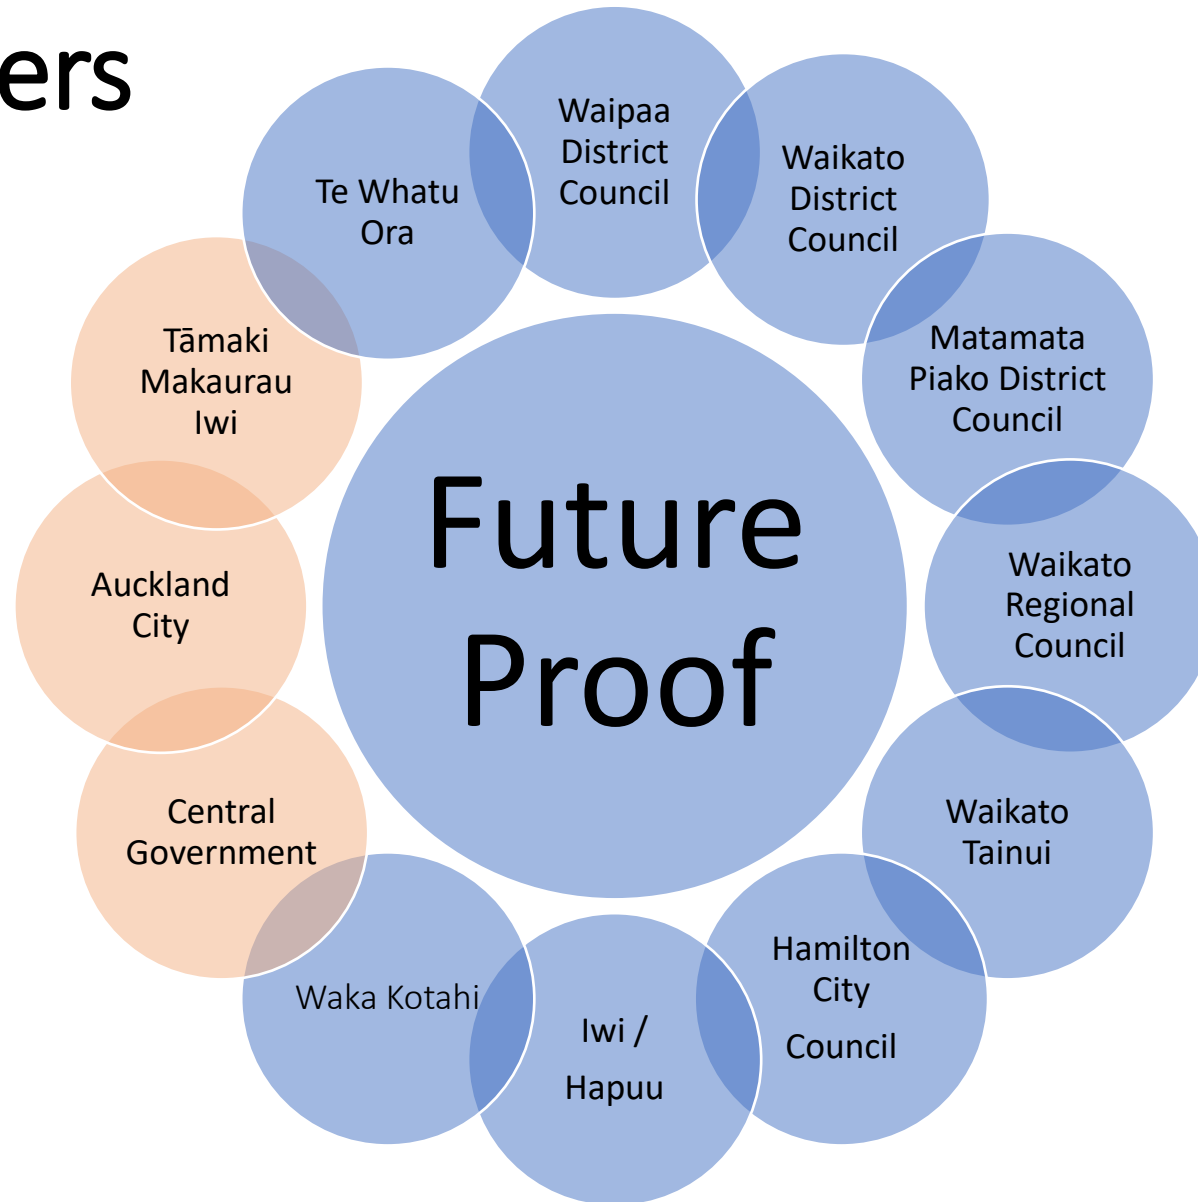 ers
Waipaa
District
Council
Waikato
District
Council
Matamata
Piako District
Council
Waikato
Regional
Council
Waikato
Tainui
Hamilton
City
Council
Iwi /
Hapuu
Waka Kotahi
Central
Government
Auckland
City
Tāmaki
Makaurau
Iwi
Te Whatu
Ora
Future
Proof